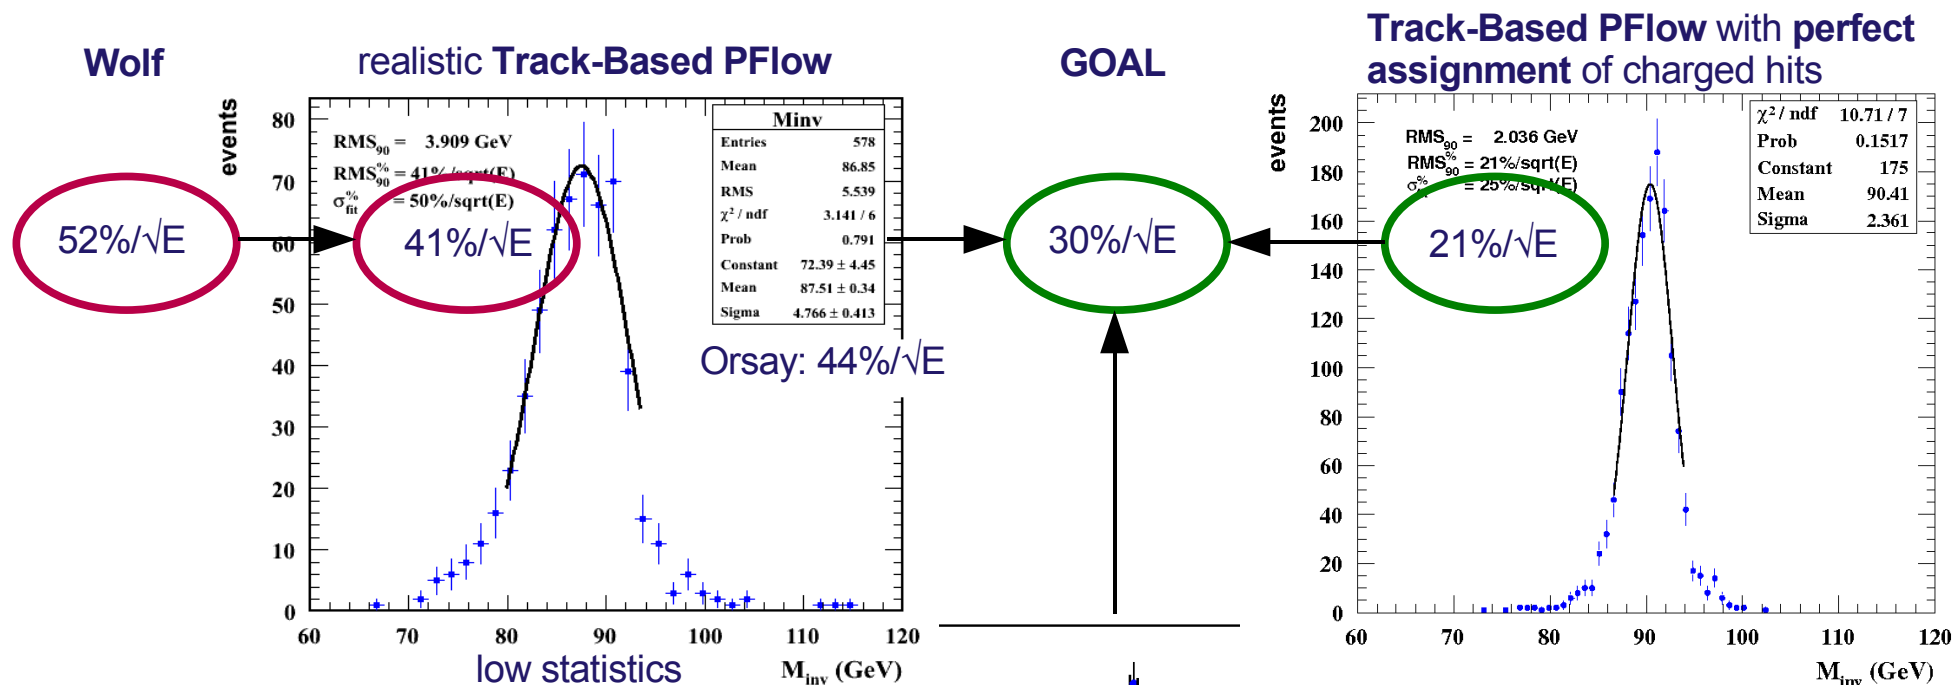 Wolf
realistic Track-Based PFlow
GOAL
Track-Based PFlow with perfect
assignment of charged hits
52%/√E
events
80
70
60
50
40
30
20
10
0
RMS90 = 3.909 GeV
RMS90% = 41%/sqrt(E)
σfit% = 50%/sqrt(E)
41%/√E
Minv
Entries 578
Mean 86.85
RMS 5.539
χ² / ndf 3.141 / 6
Prob 0.791
Constant 72.39 ± 4.45
Mean 87.51 ± 0.34
Sigma 4.766 ± 0.413
Orsay: 44%/√E
60 70 80 90 100 110 120
low statistics
Minv (GeV)
30%/√E
events
200
180
160
140
120
100
80
60
40
20
0
RMS90 = 2.036 GeV
RMS90% = 21%/sqrt(E)
σ% = 25%/sqrt(E)
21%/√E
χ² / ndf 10.71 / 7
Prob 0.1517
Constant 175
Mean 90.41
Sigma 2.361
60 70 80 90 100 110 120
Minv (GeV)